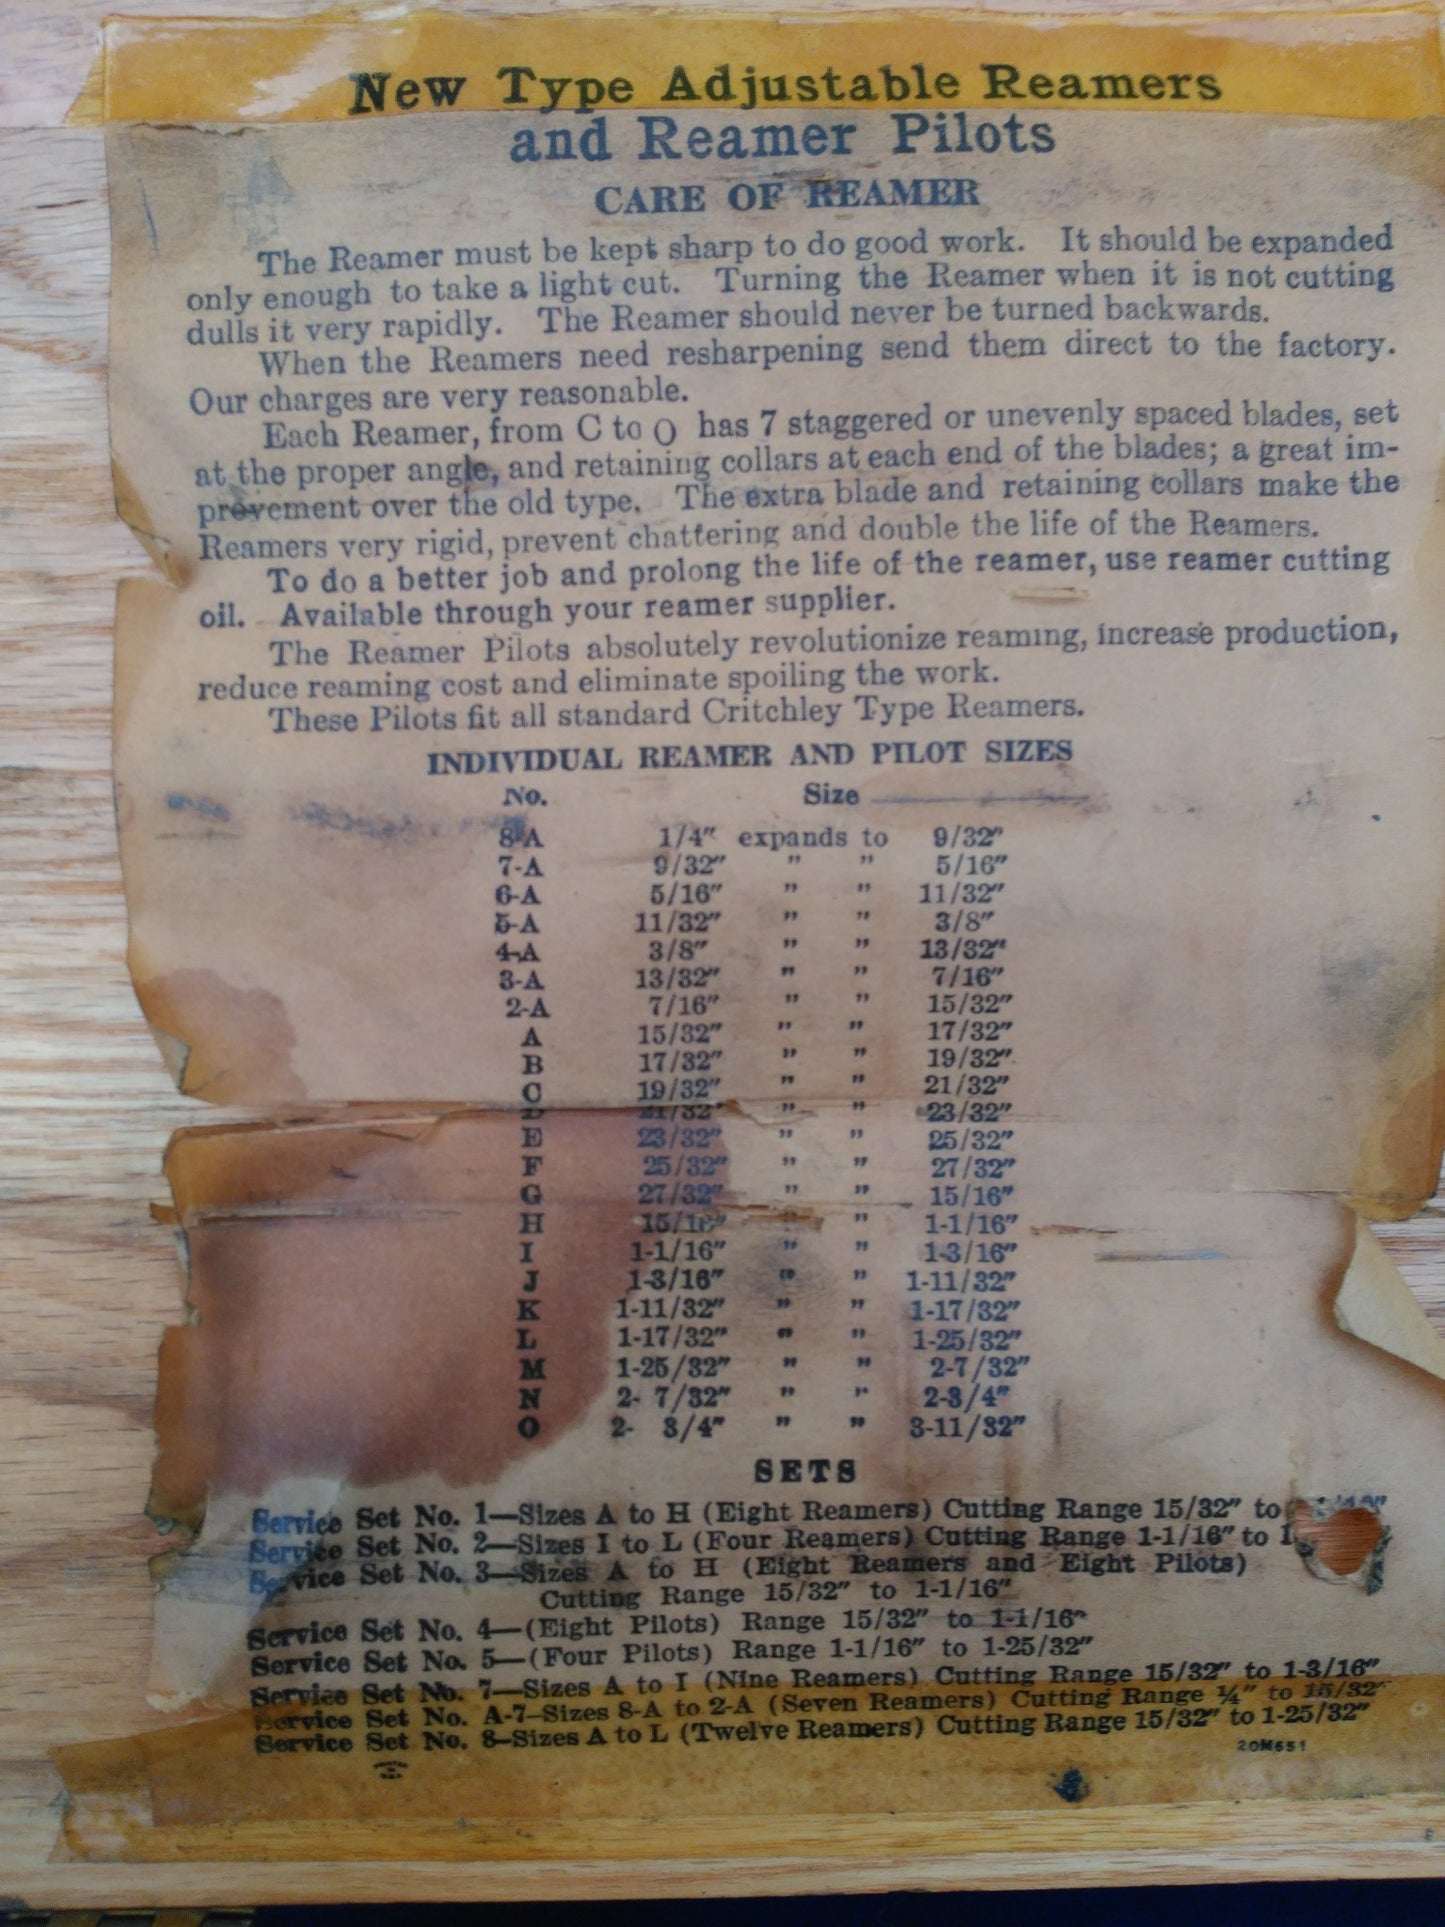 New Type Adjustable Reamers
and Reamer Pilots
CARE OF REAMER
The Reamer must be kept sharp to do good work. It should be expanded
only enough to take a light cut. Turning the Reamer when it is not cutting
dulls it very rapidly. The Reamer should never be turned backwards.
When the Reamers need resharpening send them direct to the factory.
Our charges are very reasonable.
Each Reamer, from C to O has 7 staggered or unevenly spaced blades, set
at the proper angle, and retaining collars at each end of the blades; a great im-
provement over the old type. The extra blade and retaining collars make the
Reamers very rigid, prevent chattering and double the life of the Reamers.
To do a better job and prolong the life of the reamer, use reamer cutting
oil. Available through your reamer supplier.
The Reamer Pilots absolutely revolutionize reaming, increase production,
reduce reaming cost and eliminate spoiling the work.
These Pilots fit all standard Critchley Type Reamers.
INDIVIDUAL REAMER AND PILOT SIZES
No. Size
8-A 1/4" expands to 9/32"
7-A 9/32" " " 5/16"
6-A 5/16" " " 11/32"
5-A 11/32" " " 3/8"
4-A 3/8" " " 13/32"
3-A 13/32" " " 7/16"
2-A 7/16" " " 15/32"
A 15/32" " " 17/32"
B 17/32" " " 19/32"
C 19/32" " " 21/32"
D 21/32" " " 23/32"
E 23/32" " " 25/32"
F 25/32" " " 27/32"
G 27/32" " " 15/16"
H 15/16" " 1-1/16"
I 1-1/16" " " 1-3/16"
J 1-3/16" " " 1-11/32"
K 1-11/32" " " 1-17/32"
L 1-17/32" " " 1-25/32"
M 1-25/32" " " 2-7/32"
N 2- 7/32" " " 2-3/4"
O 2- 3/4" " " 3-11/32"
SETS
Service Set No. 1—Sizes A to H (Eight Reamers) Cutting Range 15/32" to
Service Set No. 2—Sizes I to L (Four Reamers) Cutting Range 1-1/16" to 1
Service Set No. 3—Sizes A to H (Eight Reamers and Eight Pilots)
Cutting Range 15/32" to 1-1/16"
Service Set No. 4—(Eight Pilots) Range 15/32" to 1-1/16"
Service Set No. 5—(Four Pilots) Range 1-1/16" to 1-25/32"
Service Set No. 7—Sizes A to I (Nine Reamers) Cutting Range 15/32" to 1-3/16"
Service Set No. A-7—Sizes 8-A to 2-A (Seven Reamers) Cutting Range ¼" to 15/32"
Service Set No. 8—Sizes A to L (Twelve Reamers) Cutting Range 15/32" to 1-25/32"
20M651